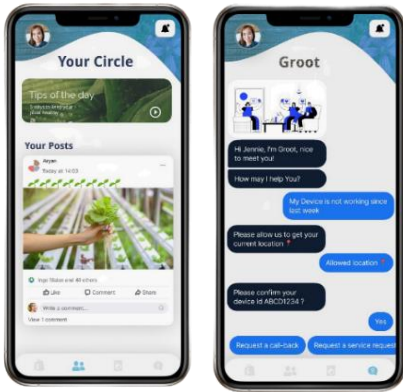 Your Circle
Tips of the day
Your Posts
Today at 14:03
Like Comment Share
Write a comment...
View 1 comment
Groot
Hi Jennie, I'm Groot, nice
to meet you!
How may I help You?
My Device is not working since
last week
Please allow us to get your
current location
Allowed location
Please confirm your
device Id ABCD1234 ?
Yes
Request a call-back
Request a service request